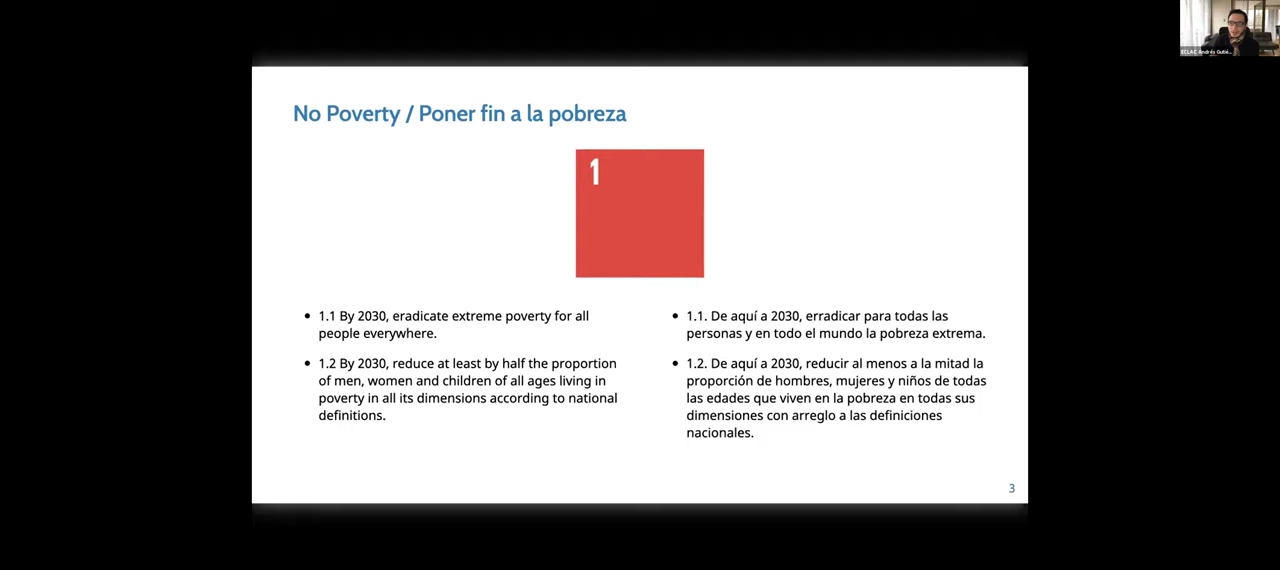 ECLAC Andrés Gutié...
No Poverty / Poner fin a la pobreza
1
• 1.1 By 2030, eradicate extreme poverty for all
people everywhere.
• 1.2 By 2030, reduce at least by half the proportion
of men, women and children of all ages living in
poverty in all its dimensions according to national
definitions.
• 1.1. De aquí a 2030, erradicar para todas las
personas y en todo el mundo la pobreza extrema.
• 1.2. De aquí a 2030, reducir al menos a la mitad la
proporción de hombres, mujeres y niños de todas
las edades que viven en la pobreza en todas sus
dimensiones con arreglo a las definiciones
nacionales.
3